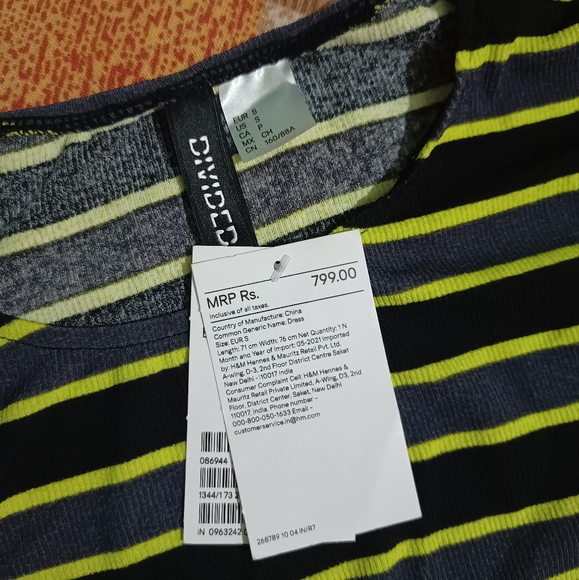 DIVIDED
EUR S
US S
CA P
MX CH
CN 160/88A
MRP Rs. 799.00
Inclusive of all taxes.
Country of Manufacture: China
Common Generic Name: Dress
Size: EUR S
Length: 71 cm Width: 76 cm Net Quantity: 1 N
Month and Year of Import: 05-2021 Imported
by: H&M Hennes & Mauritz Retail Pvt. Ltd.
A-wing, D-3, 2nd Floor District Centre Saket
New Delhi - 110017 India
Consumer Complaint Cell: H&M Hennes &
Mauritz Retail Private Limited, A-Wing, D3, 2nd
Floor, District Center, Saket, New Delhi
110017, India. Phone number -
000-800-050-1633 Email -
customerservice.in@hm.com
268789 10 04 IN/R7
086944
1344/173 2
IN 0963242